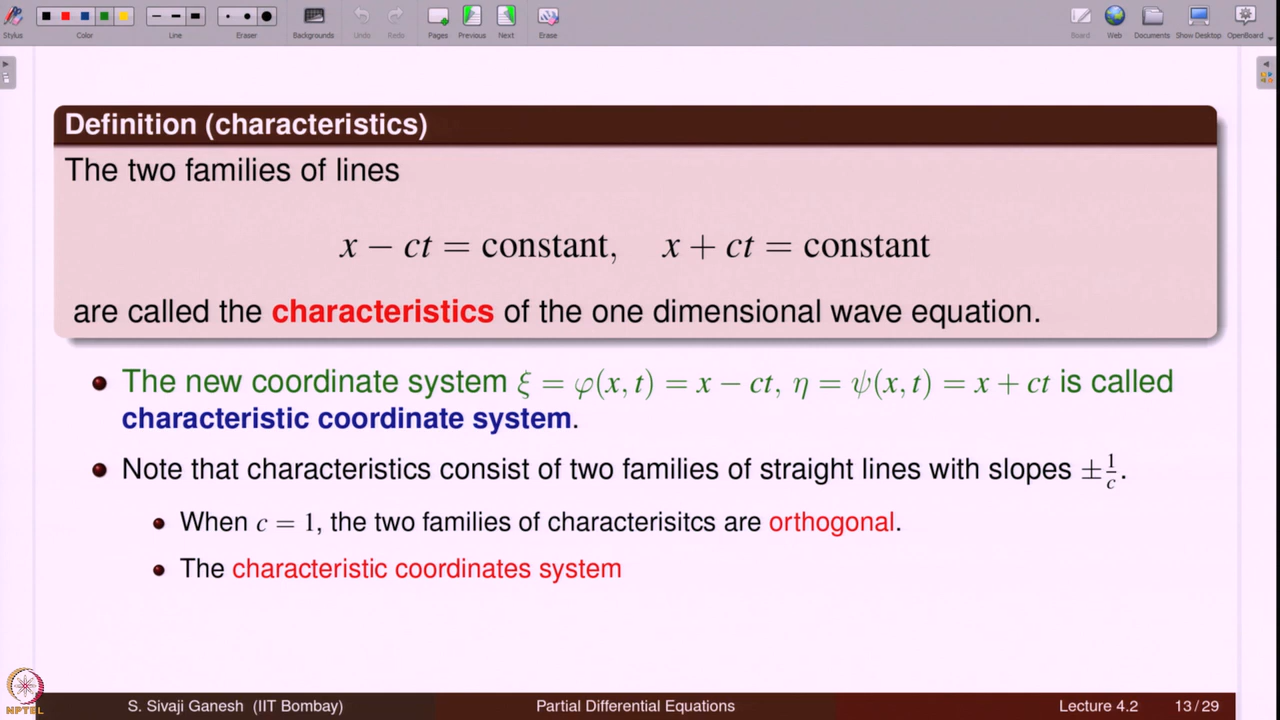 Stylus Color Line Eraser Backgrounds Undo Redo Pages Previous Next Erase Board Web Documents Show Desktop OpenBoard
Definition (characteristics)
The two families of lines
x − ct = constant, x + ct = constant
are called the characteristics of the one dimensional wave equation.
The new coordinate system ξ = φ(x, t) = x − ct, η = ψ(x, t) = x + ct is called
characteristic coordinate system.
Note that characteristics consist of two families of straight lines with slopes ±1/c.
When c = 1, the two families of characterisitcs are orthogonal.
The characteristic coordinates system
NPTEL
S. Sivaji Ganesh (IIT Bombay) Partial Differential Equations Lecture 4.2 13 / 29